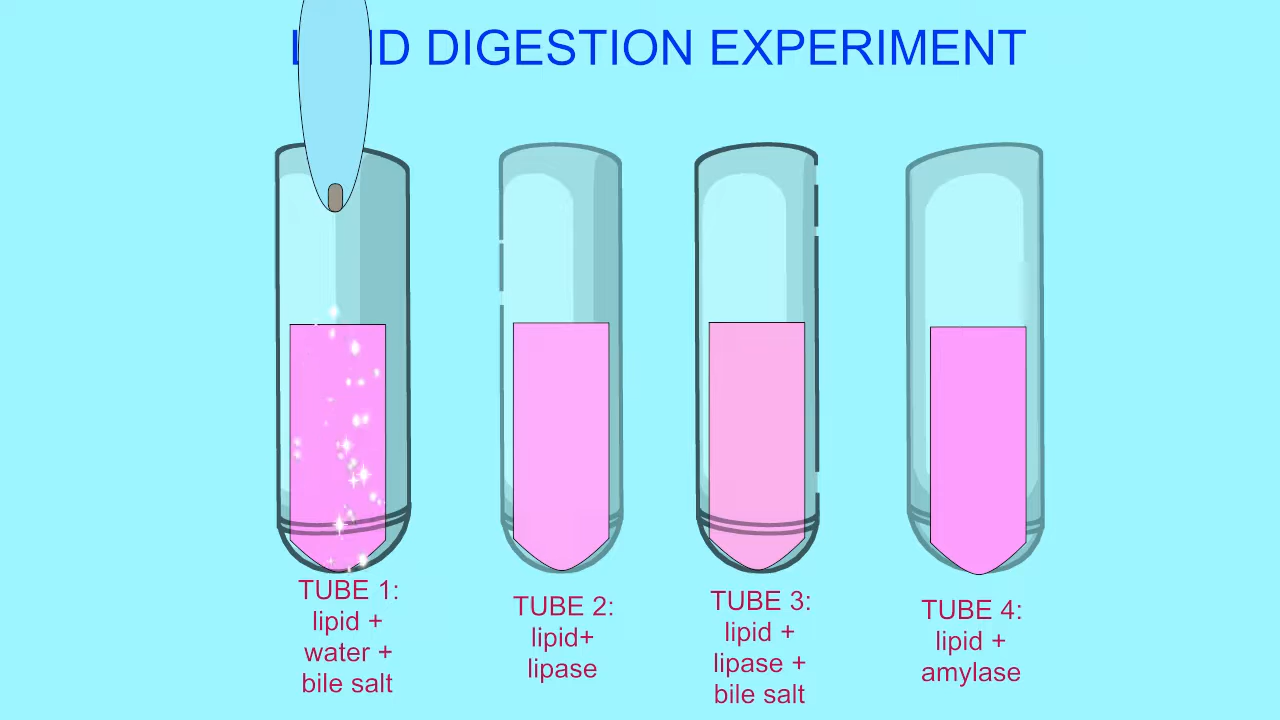 DIGESTION EXPERIMENT
TUBE 1:
lipid +
water +
bile salt
TUBE 2:
lipid+
lipase
TUBE 3:
lipid +
lipase +
bile salt
TUBE 4:
lipid +
amylase